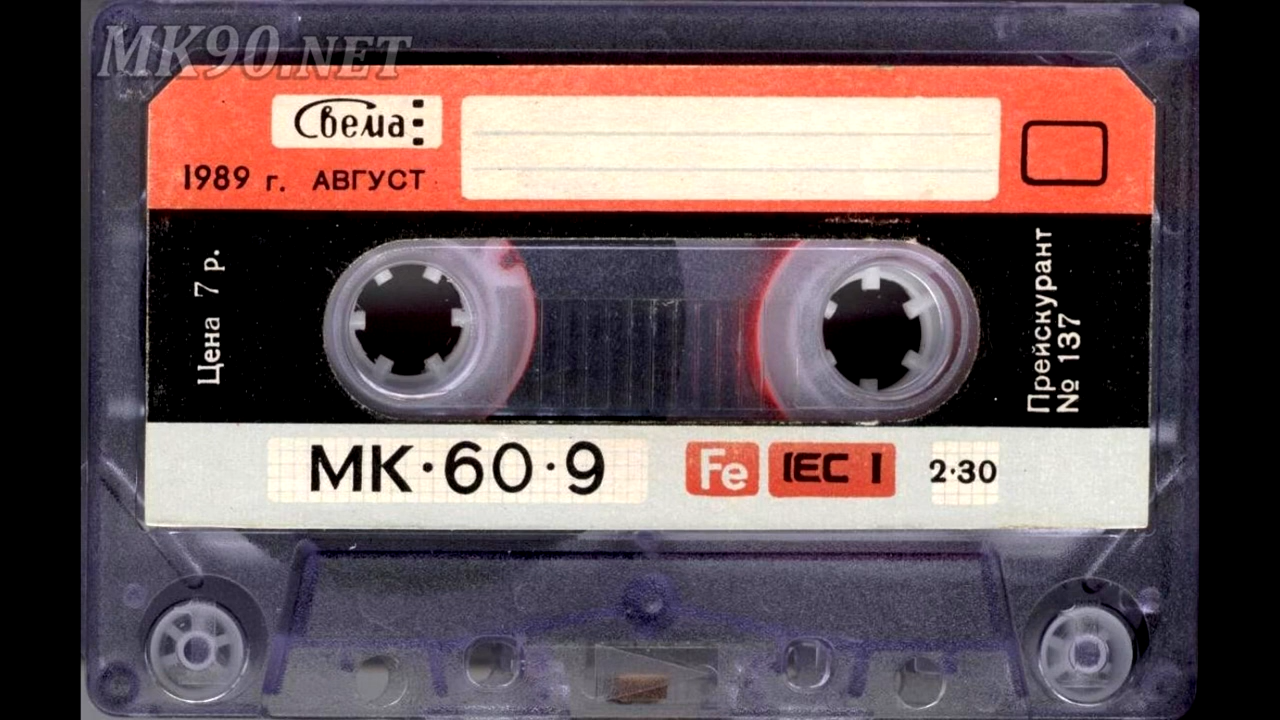 MK90.NET
Свема
1989 г. АВГУСТ
Цена 7 р.
Прейскурант
№ 137
МК·60·9
Fe IEC I 2·30